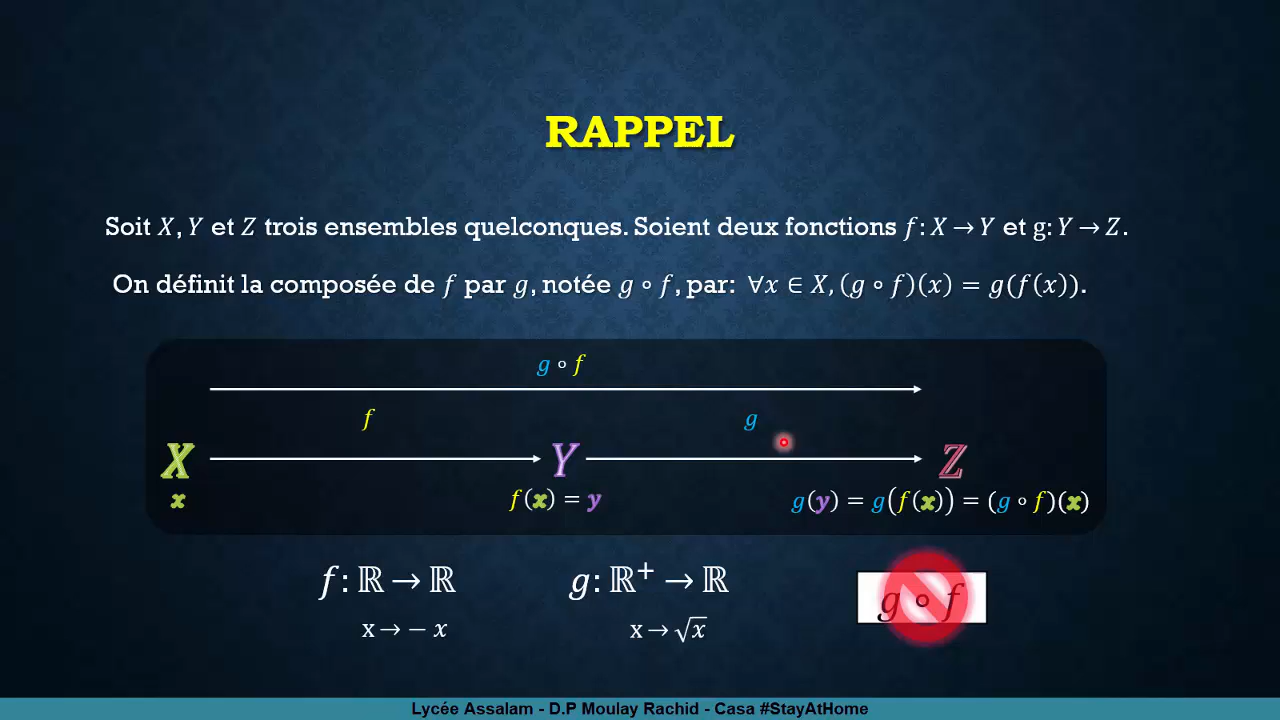 RAPPEL
Soit X, Y et Z trois ensembles quelconques. Soient deux fonctions f: X → Y et g: Y → Z.
On définit la composée de f par g, notée g ∘ f, par: ∀x ∈ X, (g ∘ f)(x) = g(f(x)).
g ∘ f
f g
X Y Z
x f(x) = y g(y) = g(f(x)) = (g ∘ f)(x)
f: ℝ → ℝ g: ℝ⁺ → ℝ g ∘ f
x → − x x → √x
Lycée Assalam - D.P Moulay Rachid - Casa #StayAtHome